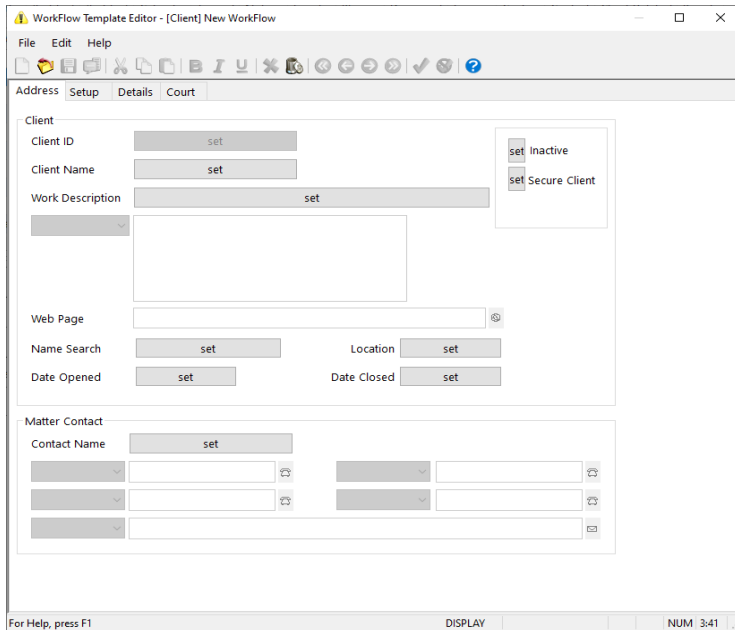 WorkFlow Template Editor - [Client] New WorkFlow
File Edit Help
B I U
Address Setup Details Court
Client
Client ID set
set Inactive
Client Name set
set Secure Client
Work Description set
Web Page
Name Search set Location set
Date Opened set Date Closed set
Matter Contact
Contact Name set
For Help, press F1 DISPLAY NUM 3:41